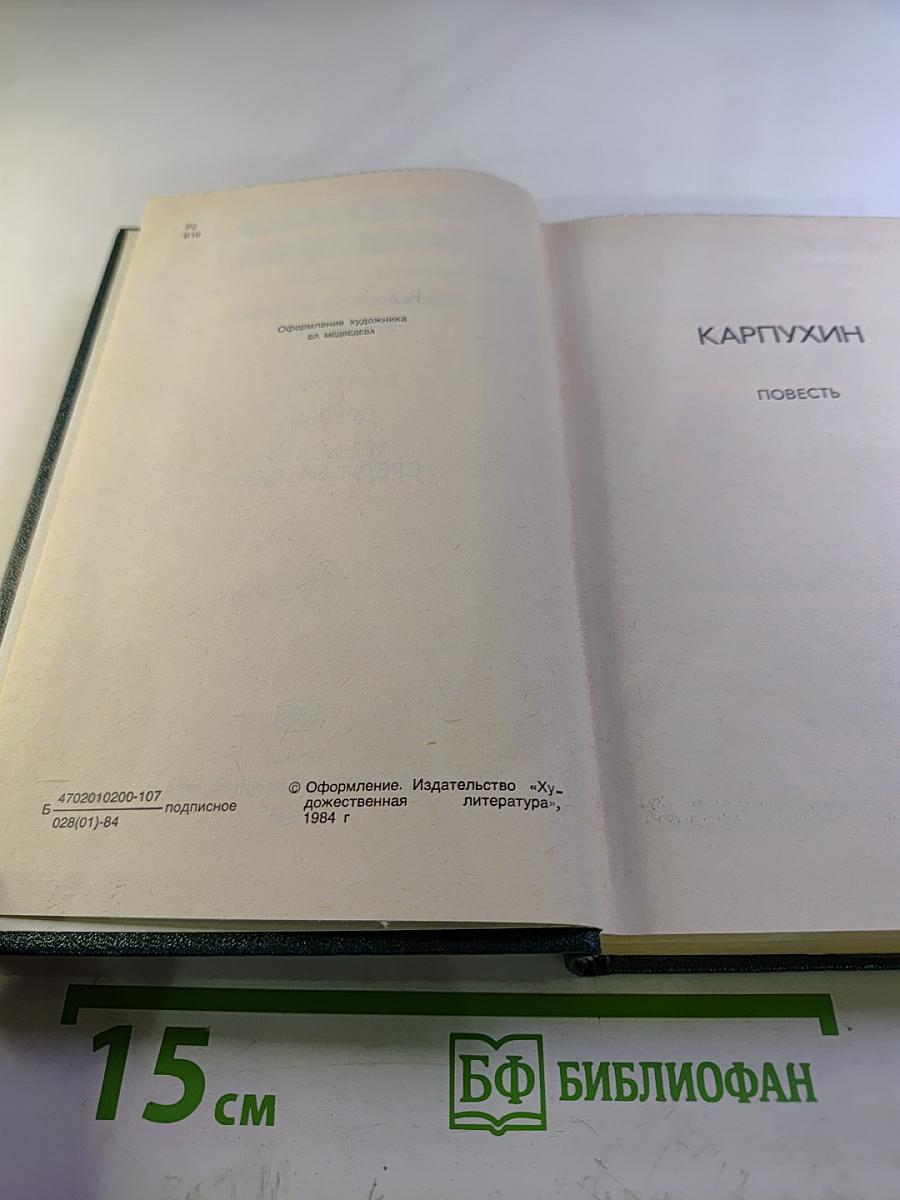 Р2
Б19
Оформление художника
ВЛ. МЕДВЕДЕВА
Б 4702010200-107 подписное
028(01)-84
© Оформление. Издательство «Ху-
дожественная литература»,
1984 г
КАРПУХИН
ПОВЕСТЬ
15 см
БФ БИБЛИОФАН